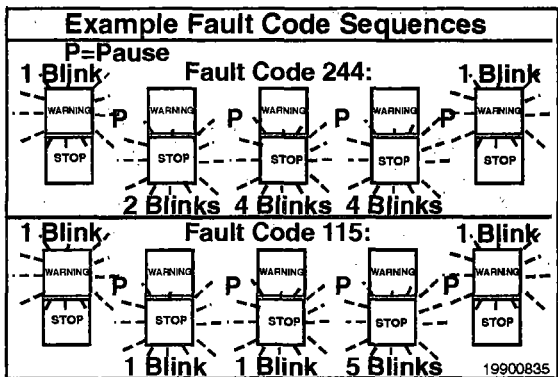 Example Fault Code Sequences
P=Pause
1 Blink Fault Code 244: 1 Blink
WARNING P WARNING P WARNING P WARNING P WARNING
STOP STOP STOP STOP STOP
2 Blinks 4 Blinks 4 Blinks
1 Blink Fault Code 115: 1 Blink
WARNING P WARNING WARNING P WARNING P WARNING
STOP STOP STOP STOP STOP
1 Blink 1 Blink 5 Blinks 19900835